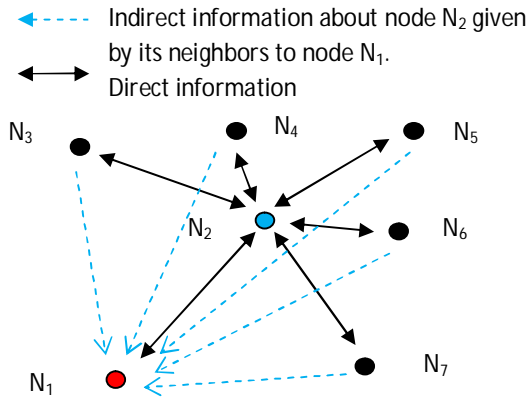 Indirect information about node N₂ given
by its neighbors to node N₁.
Direct information
N₃
N₄
N₅
N₂
N₆
N₁
N₇